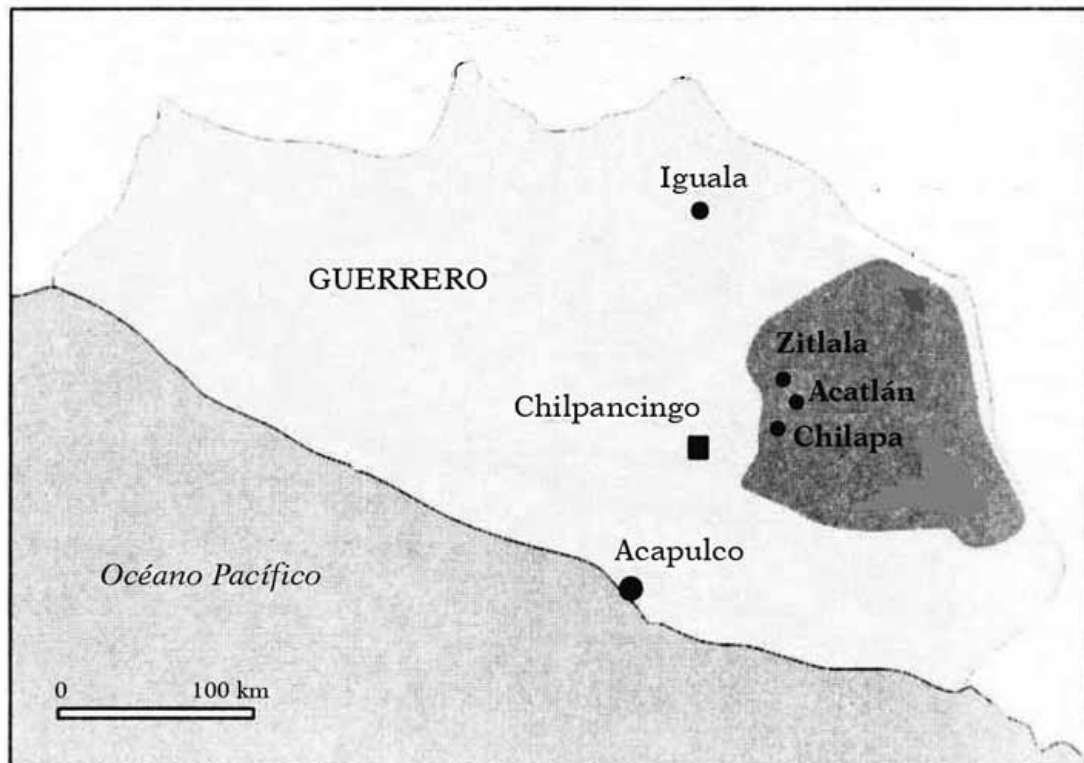 Iguala
GUERRERO
Zitlala
Acatlán
Chilpancingo
Chilapa
Acapulco
Océano Pacífico
0 100 km